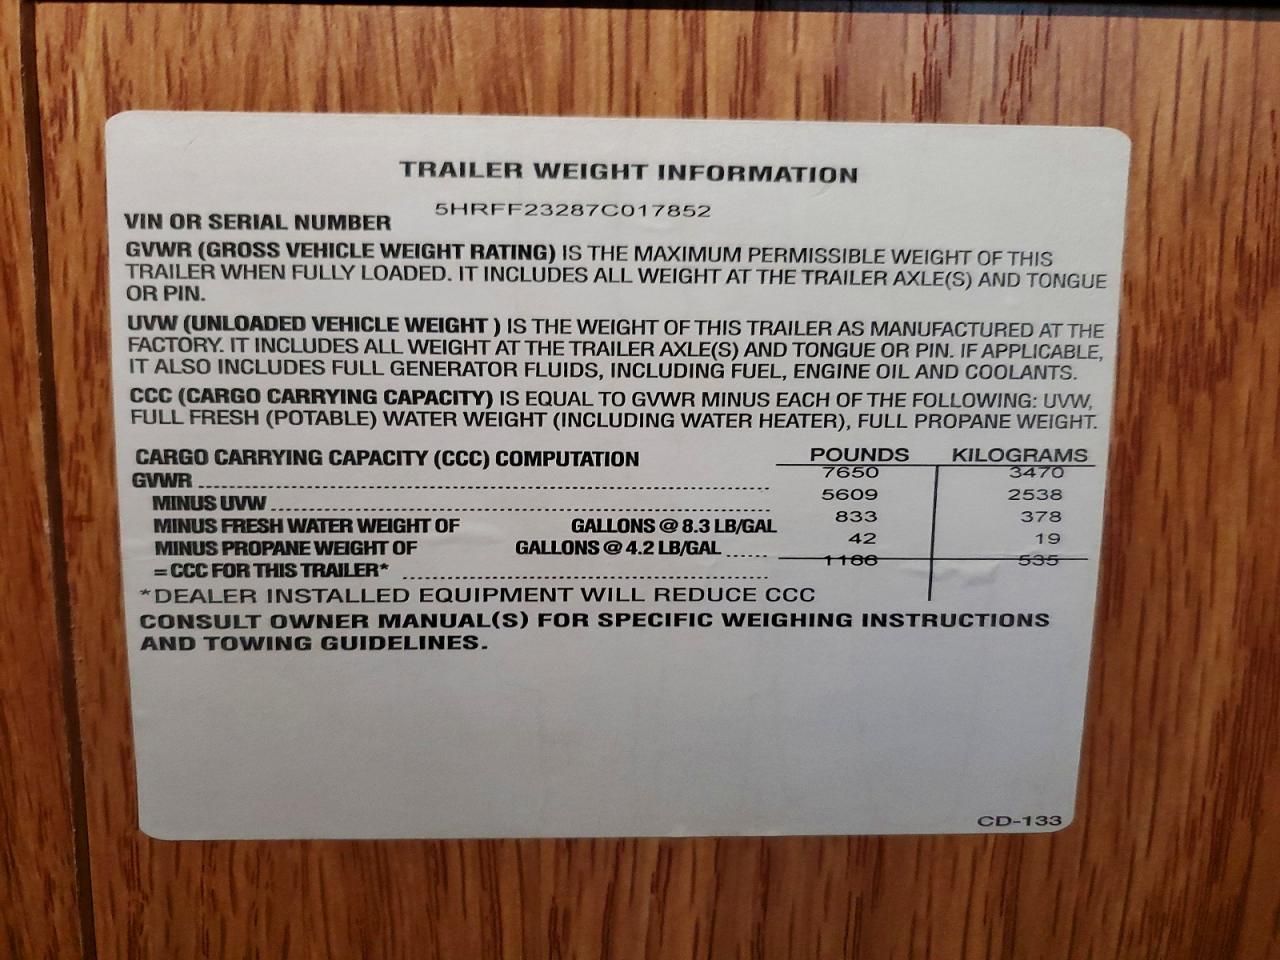 TRAILER WEIGHT INFORMATION
VIN OR SERIAL NUMBER 5HRFF23287C017852
GVWR (GROSS VEHICLE WEIGHT RATING) IS THE MAXIMUM PERMISSIBLE WEIGHT OF THIS
TRAILER WHEN FULLY LOADED. IT INCLUDES ALL WEIGHT AT THE TRAILER AXLE(S) AND TONGUE
OR PIN.
UVW (UNLOADED VEHICLE WEIGHT ) IS THE WEIGHT OF THIS TRAILER AS MANUFACTURED AT THE
FACTORY. IT INCLUDES ALL WEIGHT AT THE TRAILER AXLE(S) AND TONGUE OR PIN. IF APPLICABLE,
IT ALSO INCLUDES FULL GENERATOR FLUIDS, INCLUDING FUEL, ENGINE OIL AND COOLANTS.
CCC (CARGO CARRYING CAPACITY) IS EQUAL TO GVWR MINUS EACH OF THE FOLLOWING: UVW,
FULL FRESH (POTABLE) WATER WEIGHT (INCLUDING WATER HEATER), FULL PROPANE WEIGHT.
CARGO CARRYING CAPACITY (CCC) COMPUTATION POUNDS KILOGRAMS
GVWR 7650 3470
MINUS UVW 5609 2538
MINUS FRESH WATER WEIGHT OF GALLONS @ 8.3 LB/GAL 833 378
MINUS PROPANE WEIGHT OF GALLONS @ 4.2 LB/GAL 42 19
= CCC FOR THIS TRAILER* 1166 535
*DEALER INSTALLED EQUIPMENT WILL REDUCE CCC
CONSULT OWNER MANUAL(S) FOR SPECIFIC WEIGHING INSTRUCTIONS
AND TOWING GUIDELINES.
CD-133